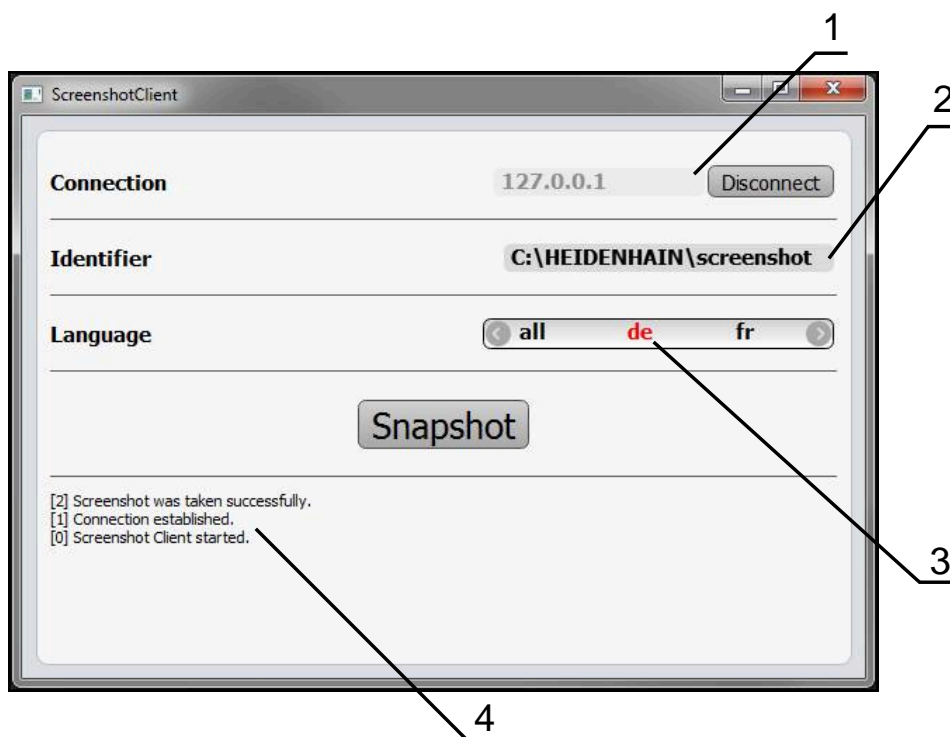 1
ScreenshotClient
2
Connection 127.0.0.1 Disconnect
Identifier C:\HEIDENHAIN\screenshot
Language all de fr
Snapshot
[2] Screenshot was taken successfully.
[1] Connection established.
[0] Screenshot Client started.
3
4